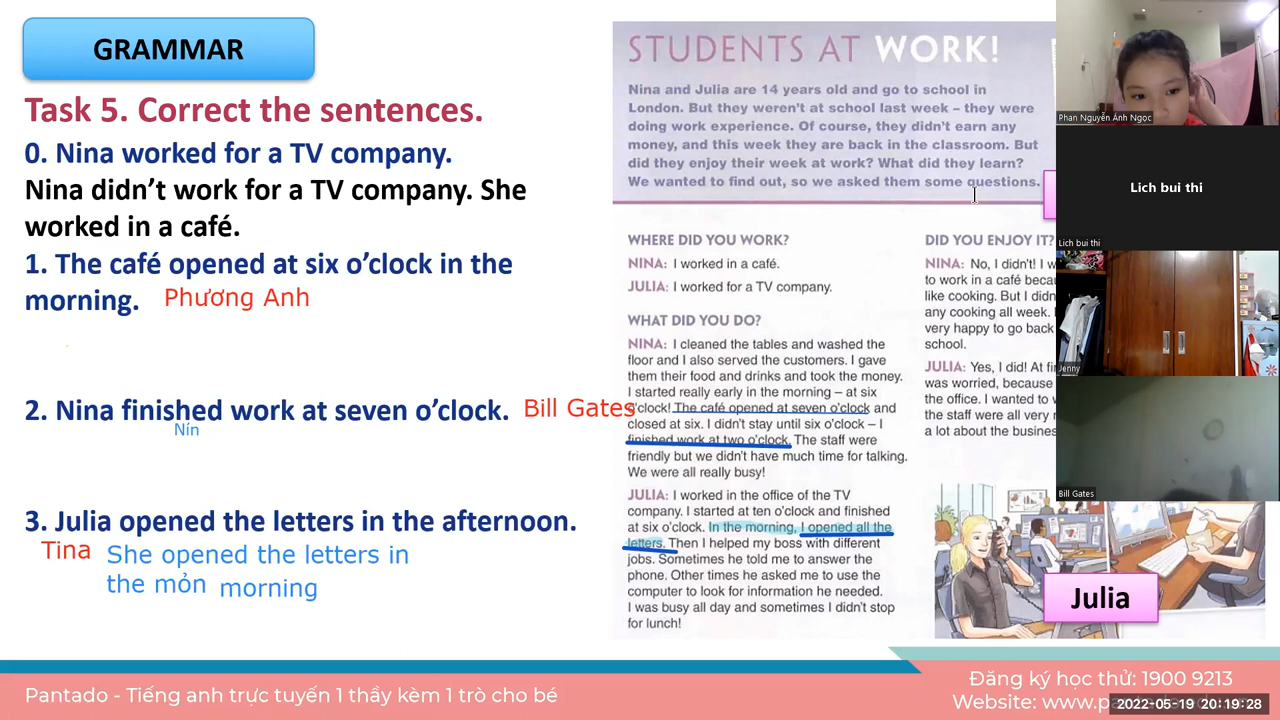 GRAMMAR
Task 5. Correct the sentences.
0. Nina worked for a TV company.
Nina didn't work for a TV company. She
worked in a café.
1. The café opened at six o'clock in the
morning. Phương Anh
2. Nina finished work at seven o'clock. Bill Gates
Nín
3. Julia opened the letters in the afternoon.
Tina She opened the letters in
the mỏn morning
STUDENTS AT WORK!
Nina and Julia are 14 years old and go to school in
London. But they weren't at school last week – they were
doing work experience. Of course, they didn't earn any
money, and this week they are back in the classroom. But
did they enjoy their week at work? What did they learn?
We wanted to find out, so we asked them some questions.
WHERE DID YOU WORK?
NINA: I worked in a café.
JULIA: I worked for a TV company.
WHAT DID YOU DO?
NINA: I cleaned the tables and washed the
floor and I also served the customers. I gave
them their food and drinks and took the money.
I started really early in the morning – at six
o'clock! The café opened at seven o'clock and
closed at six. I didn't stay until six o'clock – I
finished work at two o'clock. The staff were
friendly but we didn't have much time for talking.
We were all really busy!
JULIA: I worked in the office of the TV
company. I started at ten o'clock and finished
at six o'clock. In the morning, I opened all the
letters. Then I helped my boss with different
jobs. Sometimes he told me to answer the
phone. Other times he asked me to use the
computer to look for information he needed.
I was busy all day and sometimes I didn't stop
for lunch!
DID YOU ENJOY IT?
NINA: No, I didn't! I w
to work in a café becau
like cooking. But I didn
any cooking all week. I
very happy to go back
school.
JULIA: Yes, I did! At fi
was worried, because
the office. I wanted to
the staff were all very
a lot about the busines
Julia
Phan Nguyễn Ánh Ngọc
Lich bui thi
Lich bui thi
Jenny
Bill Gates
Pantado - Tiếng anh trực tuyến 1 thầy kèm 1 trò cho bé
Đăng ký học thử: 1900 9213
Website: www.pa
2022-05-19 20:19:28